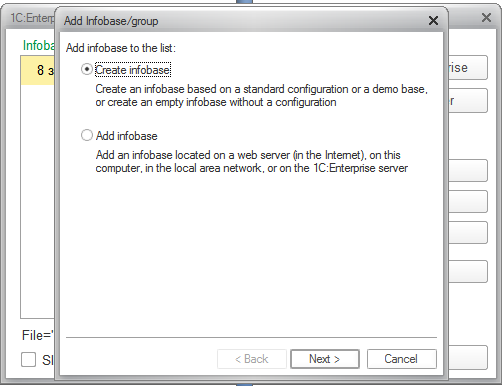 1C:Enter
Add Infobase/group
Add infobase to the list:
Create infobase
Create an infobase based on a standard configuration or a demo base,
or create an empty infobase without a configuration
Add infobase
Add an infobase located on a web server (in the Internet), on this
computer, in the local area network, or on the 1C:Enterprise server
< Back
Next >
Cancel
Infoba
8 з
rise
er
File='
Sl